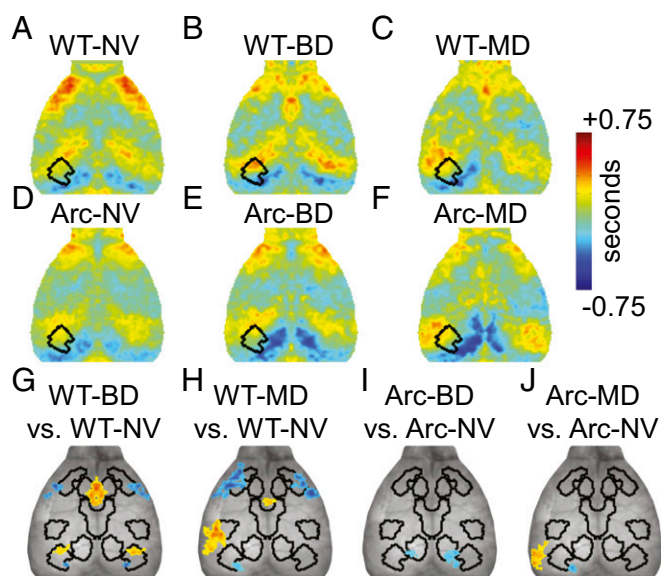 A B C
WT-NV WT-BD WT-MD
+0.75
seconds
-0.75
D E F
Arc-NV Arc-BD Arc-MD
G H I J
WT-BD WT-MD Arc-BD Arc-MD
vs. WT-NV vs. WT-NV vs. Arc-NV vs. Arc-NV